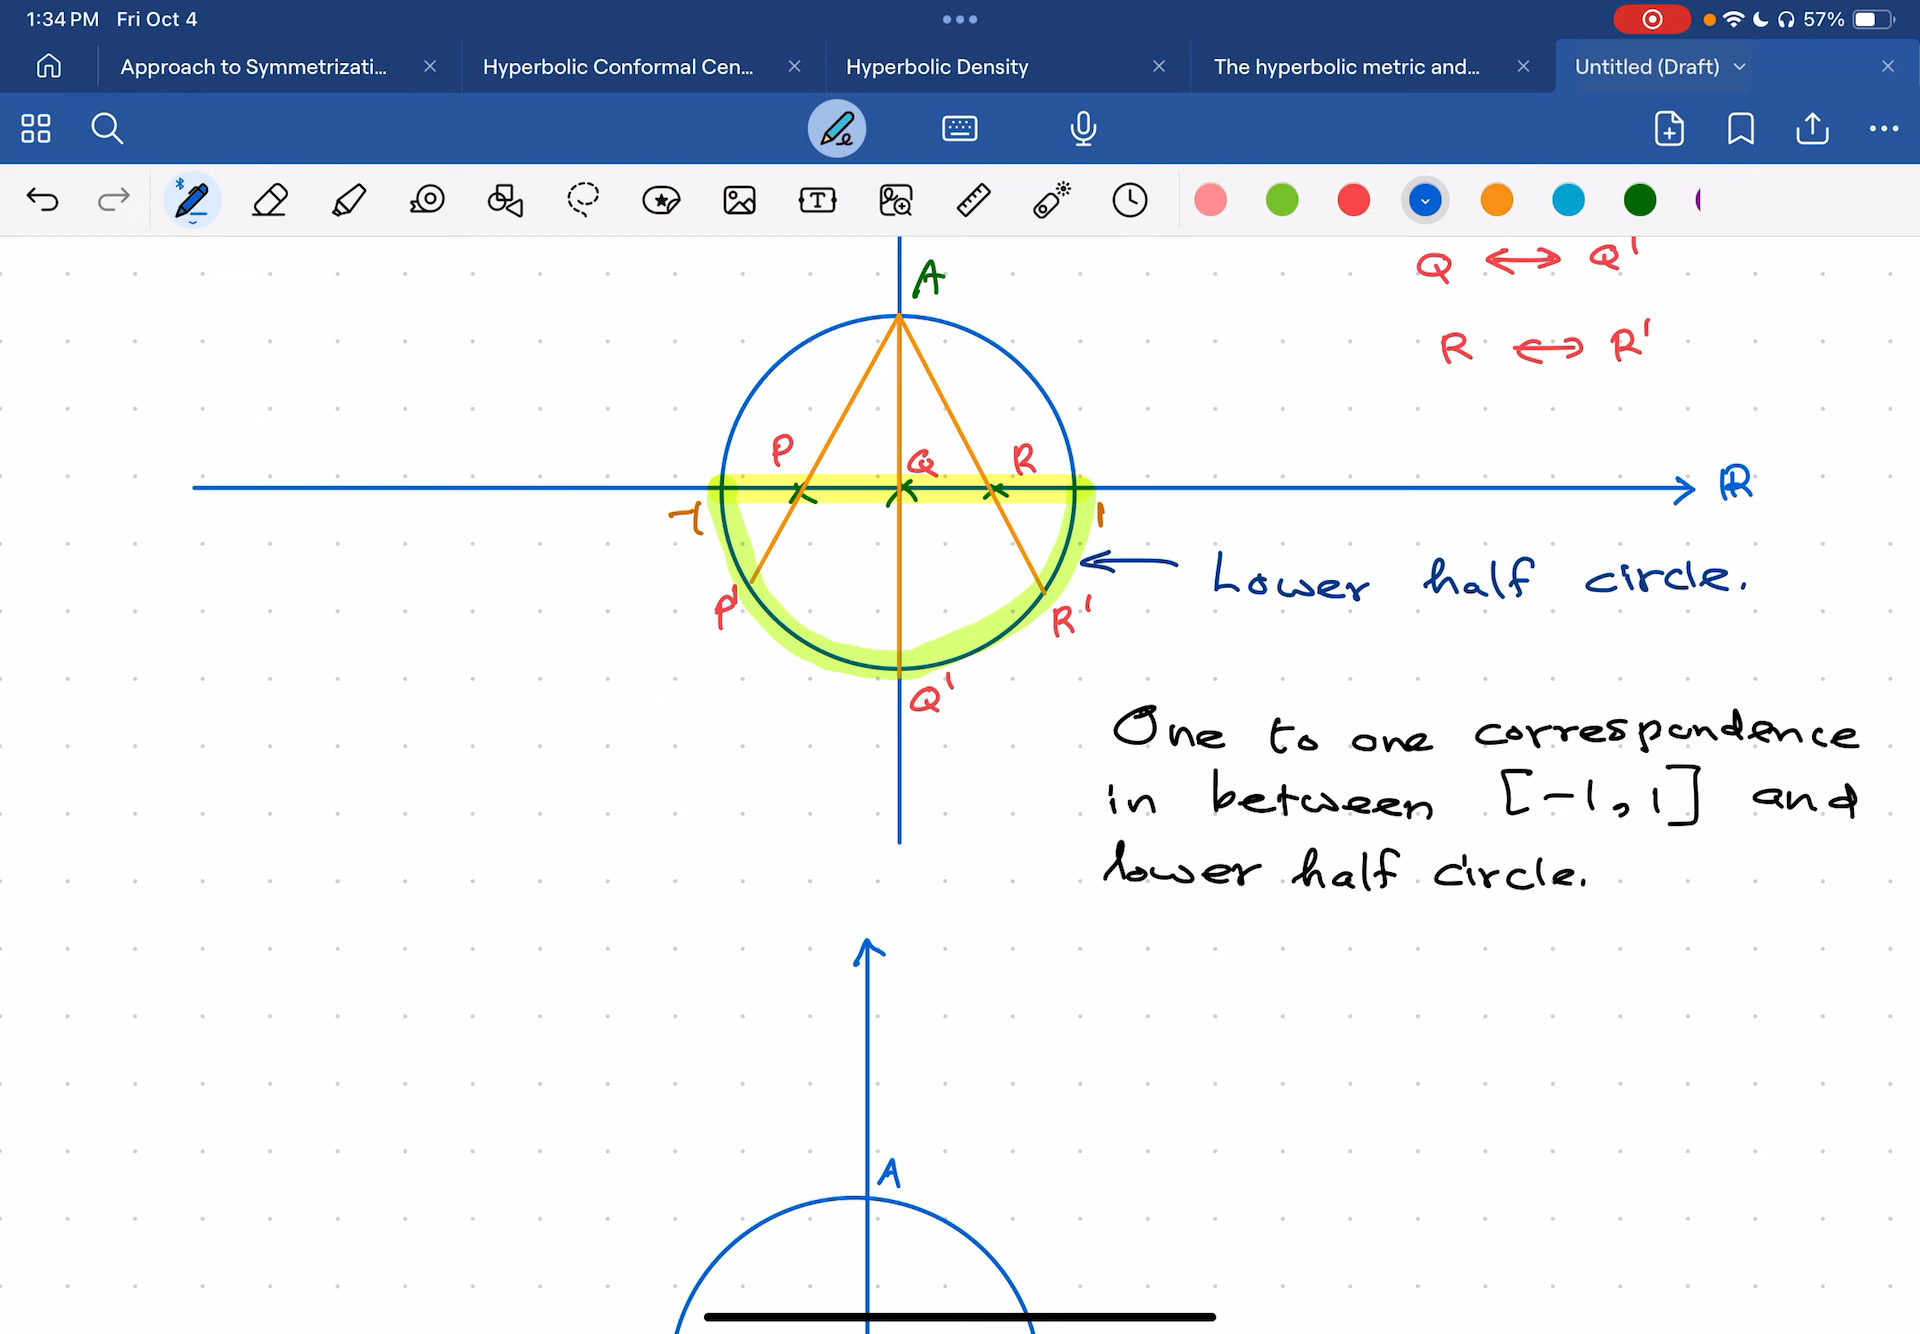 1:34 PM Fri Oct 4
57%
Approach to Symmetrizati...
Hyperbolic Conformal Cen...
Hyperbolic Density
The hyperbolic metric and...
Untitled (Draft)
Q ↔ Q'
A
R ↔ R'
P Q R
ℝ
-1 1
Lower half circle.
P' R'
Q'
One to one correspondence
in between [-1, 1] and
lower half circle.
A